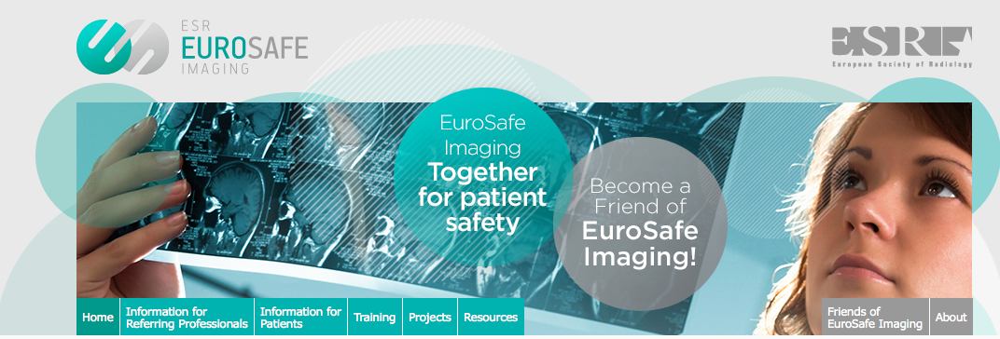 ESR
EUROSAFE
IMAGING
ESR
European Society of Radiology
EuroSafe
Imaging
Together
for patient
safety
Become a
Friend of
EuroSafe
Imaging!
Home
Information for
Referring Professionals
Information for
Patients
Training
Projects
Resources
Friends of
EuroSafe Imaging
About